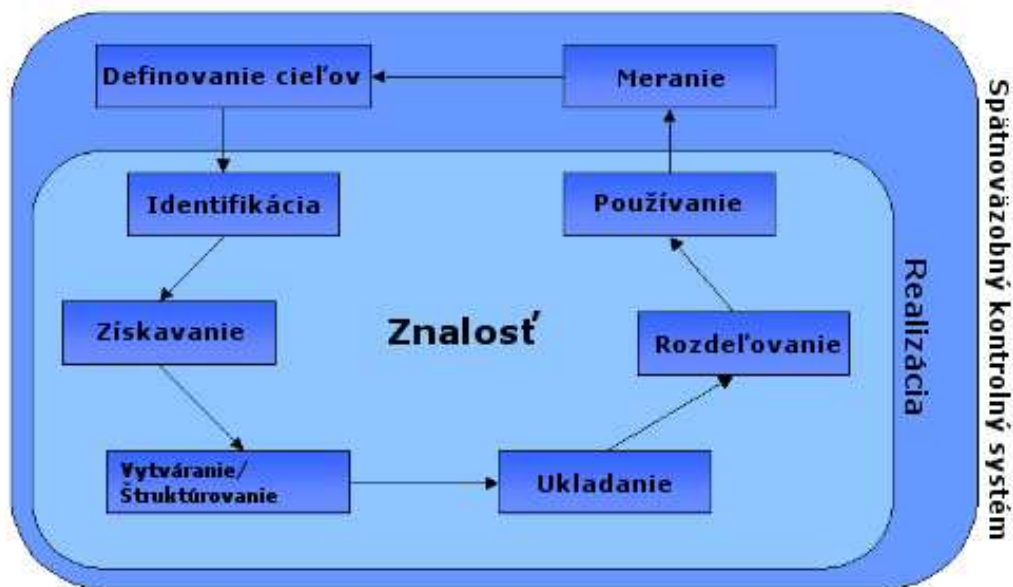 Definovanie cieľov
Meranie
Identifikácia
Používanie
Získavanie
Znalosť
Rozdeľovanie
Vytváranie/
Štruktúrovanie
Ukladanie
Realizácia
Spätnoväzobný kontrolný systém